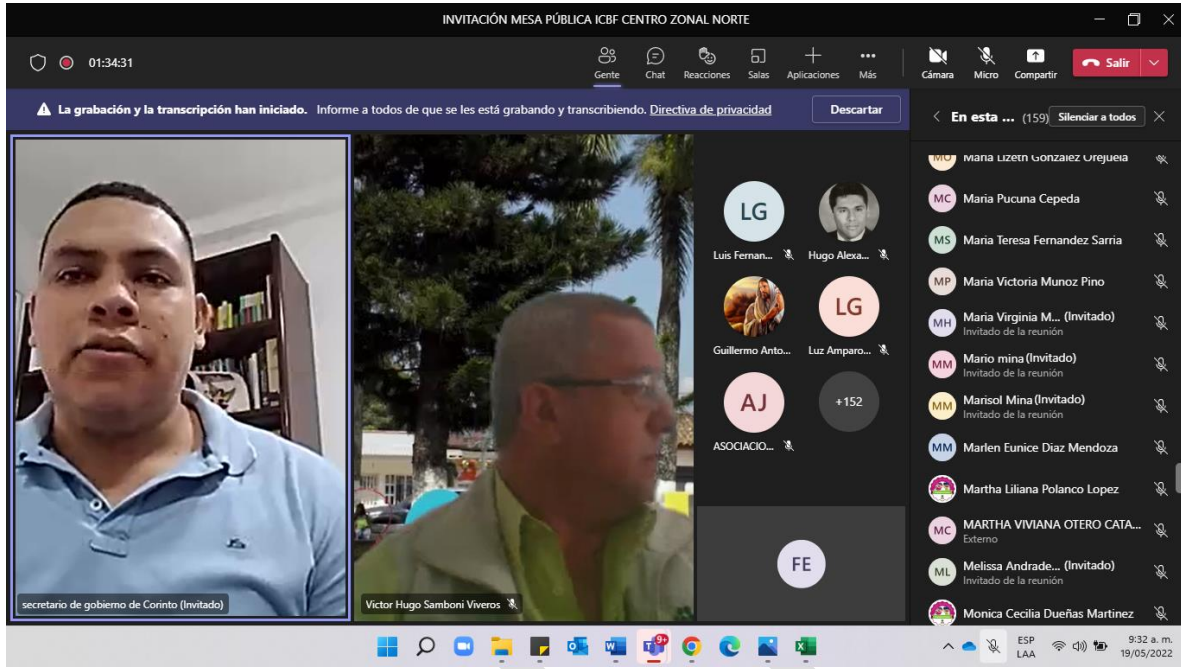 INVITACIÓN MESA PÚBLICA ICBF CENTRO ZONAL NORTE
01:34:31
Gente
Chat
Reacciones
Salas
Aplicaciones
Más
Cámara
Micro
Compartir
Salir
La grabación y la transcripción han iniciado. Informe a todos de que se les está grabando y transcribiendo. Directiva de privacidad
Descartar
secretario de gobierno de Corinto (Invitado)
Victor Hugo Samboni Viveros
LG
Luis Fernan...
Hugo Alexa...
Guillermo Anto...
LG
Luz Amparo...
AJ
ASOCIACIO...
+152
FE
En esta ... (159)
Silenciar a todos
MO
Maria Lizeth Gonzalez Orejuela
MC
Maria Pucuna Cepeda
MS
Maria Teresa Fernandez Sarria
MP
Maria Victoria Munoz Pino
MH
Maria Virginia M... (Invitado)
Invitado de la reunión
MM
Mario mina (Invitado)
Invitado de la reunión
MM
Marisol Mina (Invitado)
Invitado de la reunión
MM
Marlen Eunice Diaz Mendoza
Martha Liliana Polanco Lopez
MC
MARTHA VIVIANA OTERO CATA...
Externo
ML
Melissa Andrade... (Invitado)
Invitado de la reunión
Monica Cecilia Dueñas Martinez
9+
ESP
LAA
9:32 a. m.
19/05/2022